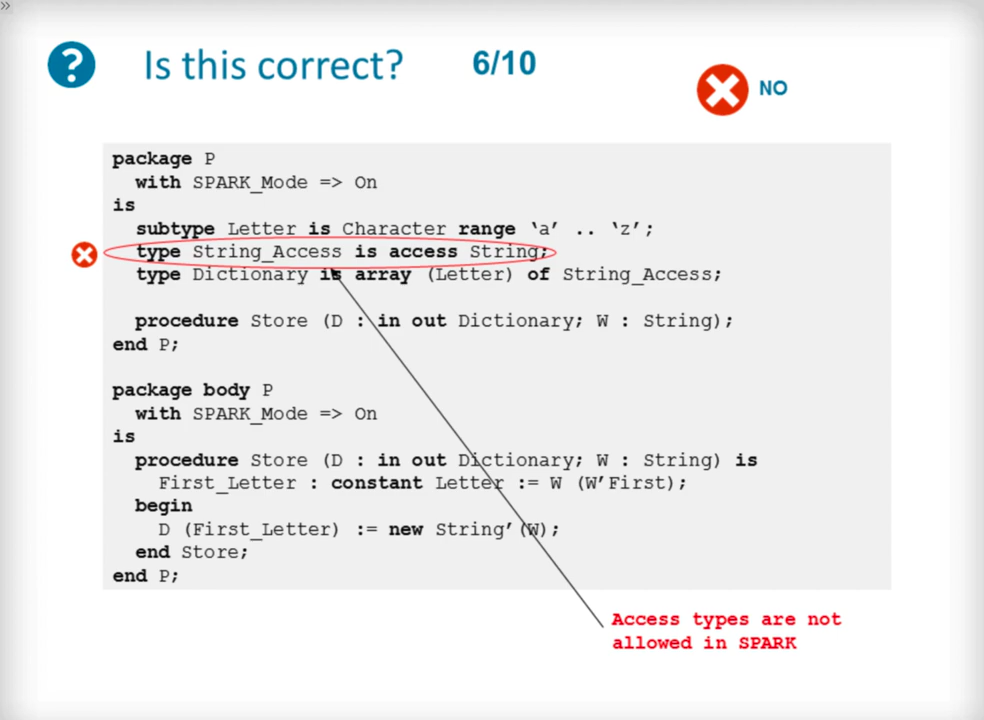 »
? Is this correct? 6/10
NO
package P
  with SPARK_Mode => On
is
  subtype Letter is Character range ‘a’ .. ‘z’;
  type String_Access is access String;
  type Dictionary is array (Letter) of String_Access;
  procedure Store (D : in out Dictionary; W : String);
end P;
package body P
  with SPARK_Mode => On
is
  procedure Store (D : in out Dictionary; W : String) is
    First_Letter : constant Letter := W (W’First);
  begin
    D (First_Letter) := new String’(W);
  end Store;
end P;
Access types are not
allowed in SPARK